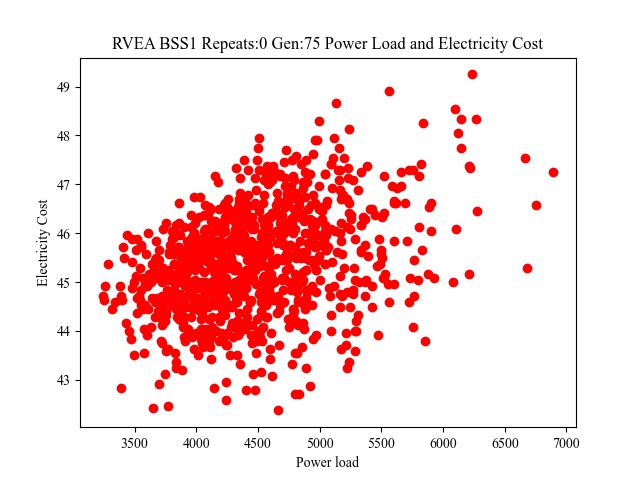 RVEA BSS1 Repeats:0 Gen:75 Power Load and Electricity Cost
49
48
47
46
45
44
43
Electricity Cost
3500 4000 4500 5000 5500 6000 6500 7000
Power load